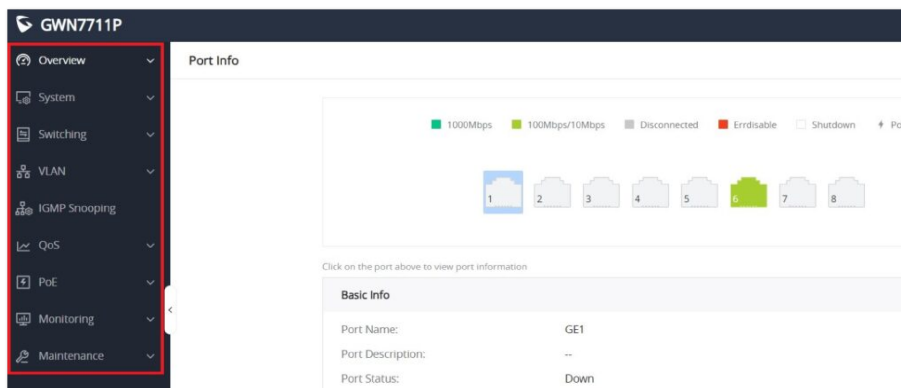 GWN7711P
Overview
System
Switching
VLAN
IGMP Snooping
QoS
PoE
Monitoring
Maintenance
Port Info
1000Mbps 100Mbps/10Mbps Disconnected Errdisable Shutdown Po
1 2 3 4 5 6 7 8
Click on the port above to view port information
Basic Info
Port Name: GE1
Port Description: --
Port Status: Down